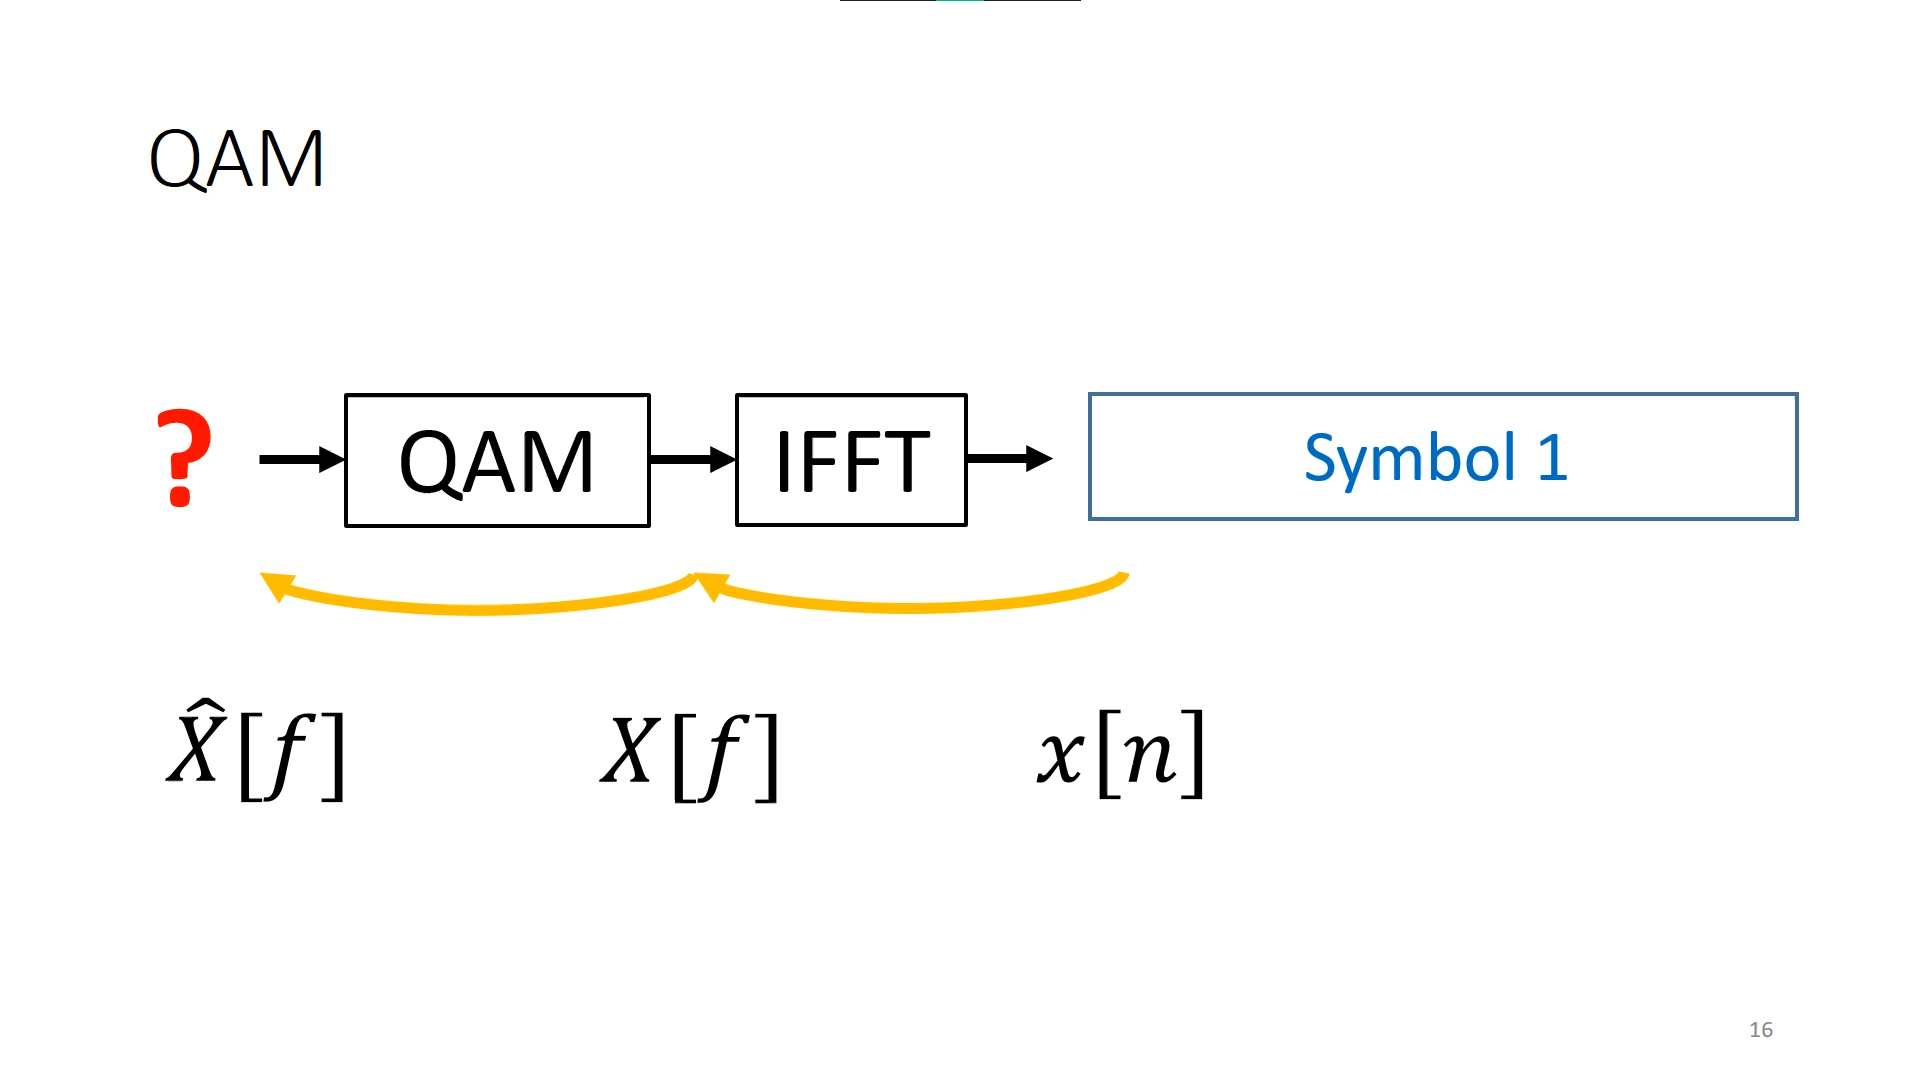 QAM
? QAM IFFT Symbol 1
X̂[f] X[f] x[n]
16